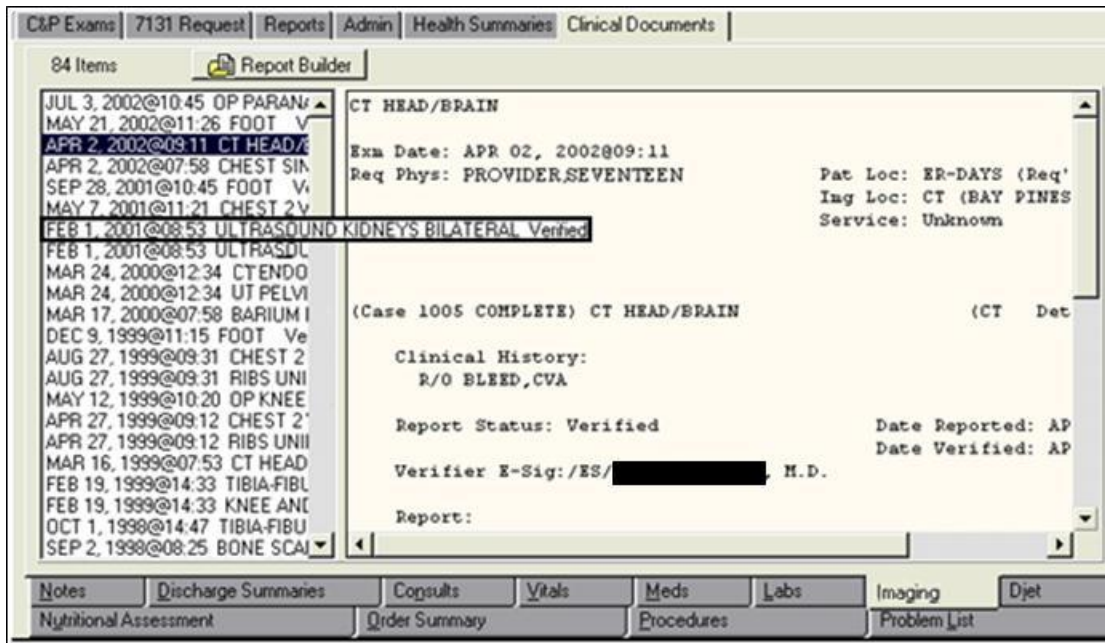 C&P Exams 7131 Request Reports Admin Health Summaries Clinical Documents
84 Items Report Builder
JUL 3, 2002@10:45 OP PARANA
MAY 21, 2002@11:26 FOOT V
APR 2, 2002@09:11 CT HEAD/B
APR 2, 2002@07:58 CHEST SIN
SEP 28, 2001@10:45 FOOT Ve
MAY 7, 2001@11:21 CHEST 2 V
FEB 1, 2001@08:53 ULTRASOUND KIDNEYS BILATERAL Verified
FEB 1, 2001@08:53 ULTRASOU
MAR 24, 2000@12:34 CT ENDO
MAR 24, 2000@12:34 UT PELVI
MAR 17, 2000@07:58 BARIUM
DEC 9, 1999@11:15 FOOT Ve
AUG 27, 1999@09:31 CHEST 2
AUG 27, 1999@09:31 RIBS UNI
MAY 12, 1999@10:20 OP KNEE
APR 27, 1999@09:12 CHEST 2
APR 27, 1999@09:12 RIBS UNI
MAR 16, 1999@07:53 CT HEAD
FEB 19, 1999@14:33 TIBIA-FIBU
FEB 19, 1999@14:33 KNEE AND
OCT 1, 1998@14:47 TIBIA-FIBU
SEP 2, 1998@08:25 BONE SCA
CT HEAD/BRAIN
Exm Date: APR 02, 2002@09:11
Req Phys: PROVIDER,SEVENTEEN Pat Loc: ER-DAYS (Req'
Img Loc: CT (BAY PINES
Service: Unknown
(Case 1005 COMPLETE) CT HEAD/BRAIN (CT Det
Clinical History:
R/O BLEED,CVA
Report Status: Verified Date Reported: AP
Date Verified: AP
Verifier E-Sig:/ES/ , M.D.
Report:
Notes Discharge Summaries Consults Vitals Meds Labs Imaging Diet
Nutritional Assessment Order Summary Procedures Problem List